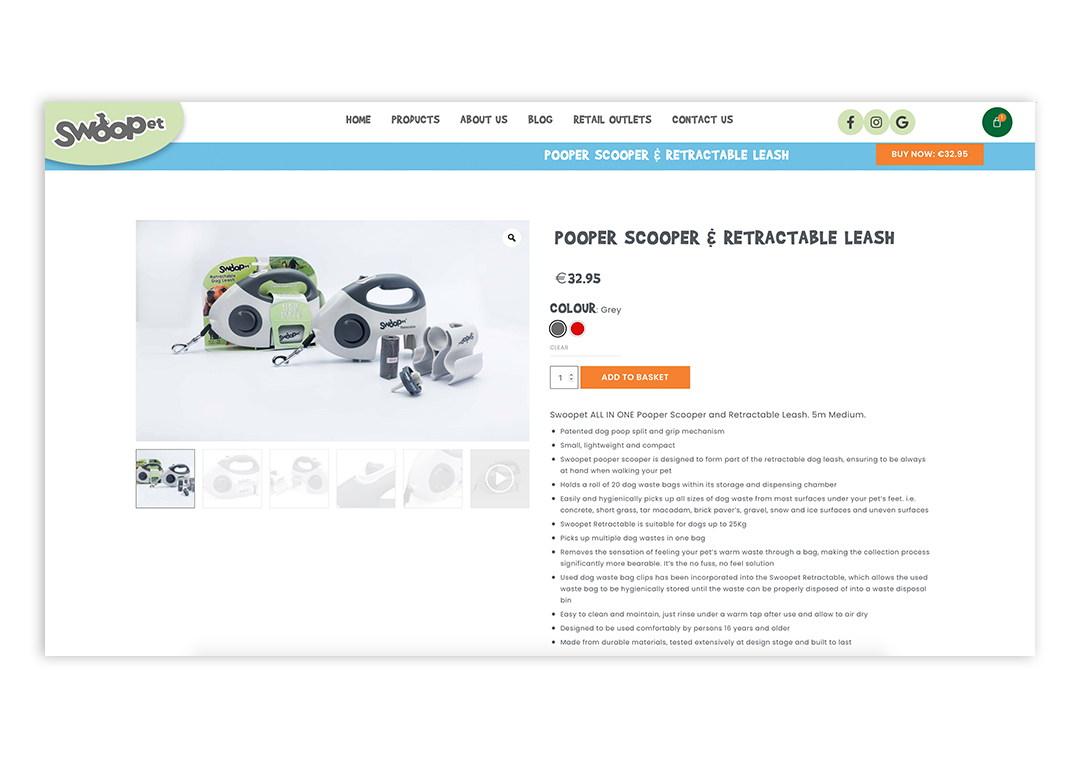 Swoopet
HOME PRODUCTS ABOUT US BLOG RETAIL OUTLETS CONTACT US
POOPER SCOOPER & RETRACTABLE LEASH
BUY NOW: €32.95
Swoopet
Retractable
Dog Leash
Swoopet
POOPER SCOOPER & RETRACTABLE LEASH
€32.95
COLOUR: Grey
CLEAR
1 ADD TO BASKET
Swoopet ALL IN ONE Pooper Scooper and Retractable Leash. 5m Medium.
Patented dog poop split and grip mechanism
Small, lightweight and compact
Swoopet pooper scooper is designed to form part of the retractable dog leash, ensuring to be always
at hand when walking your pet
Holds a roll of 20 dog waste bags within its storage and dispensing chamber
Easily and hygienically picks up all sizes of dog waste from most surfaces under your pet's feet. i.e.
concrete, short grass, tar macadam, brick paver's, gravel, snow and ice surfaces and uneven surfaces
Swoopet Retractable is suitable for dogs up to 25Kg
Picks up multiple dog wastes in one bag
Removes the sensation of feeling your pet's warm waste through a bag, making the collection process
significantly more bearable. It's the no fuss, no feel solution
Used dog waste bag clips has been incorporated into the Swoopet Retractable, which allows the used
waste bag to be hygienically stored until the waste can be properly disposed of into a waste disposal
bin
Easy to clean and maintain, just rinse under a warm tap after use and allow to air dry
Designed to be used comfortably by persons 16 years and older
Made from durable materials, tested extensively at design stage and built to last